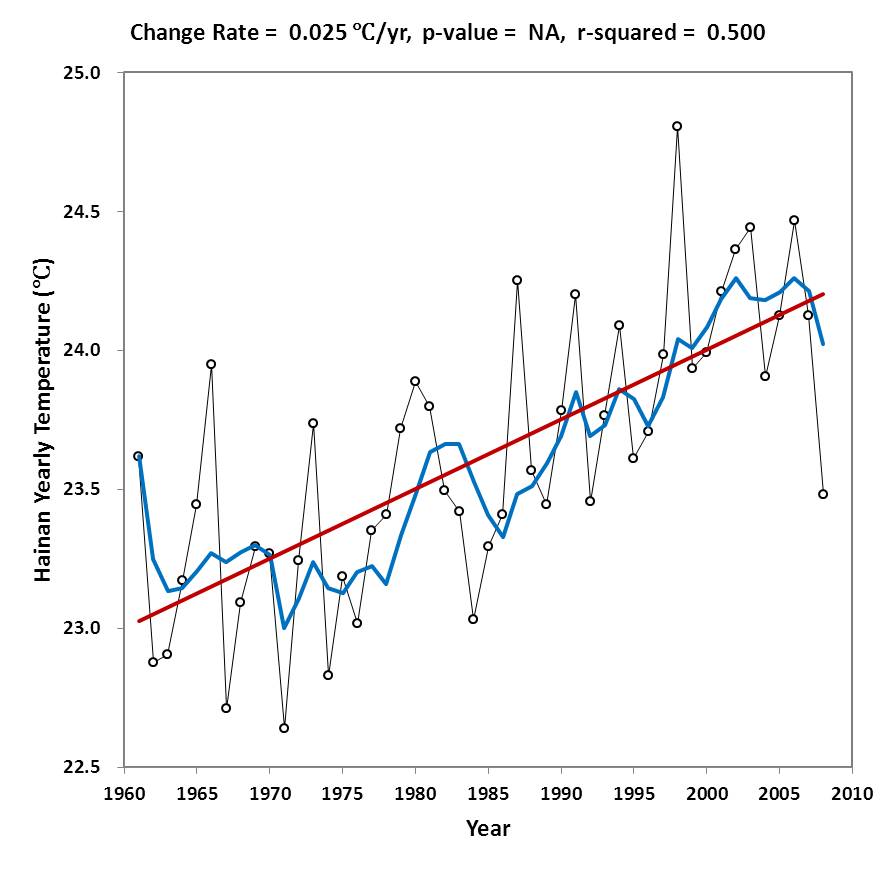 Change Rate = 0.025 ℃/yr, p-value = NA, r-squared = 0.500
25.0
24.5
24.0
23.5
23.0
22.5
Hainan Yearly Temperature (℃)
1960 1965 1970 1975 1980 1985 1990 1995 2000 2005 2010
Year